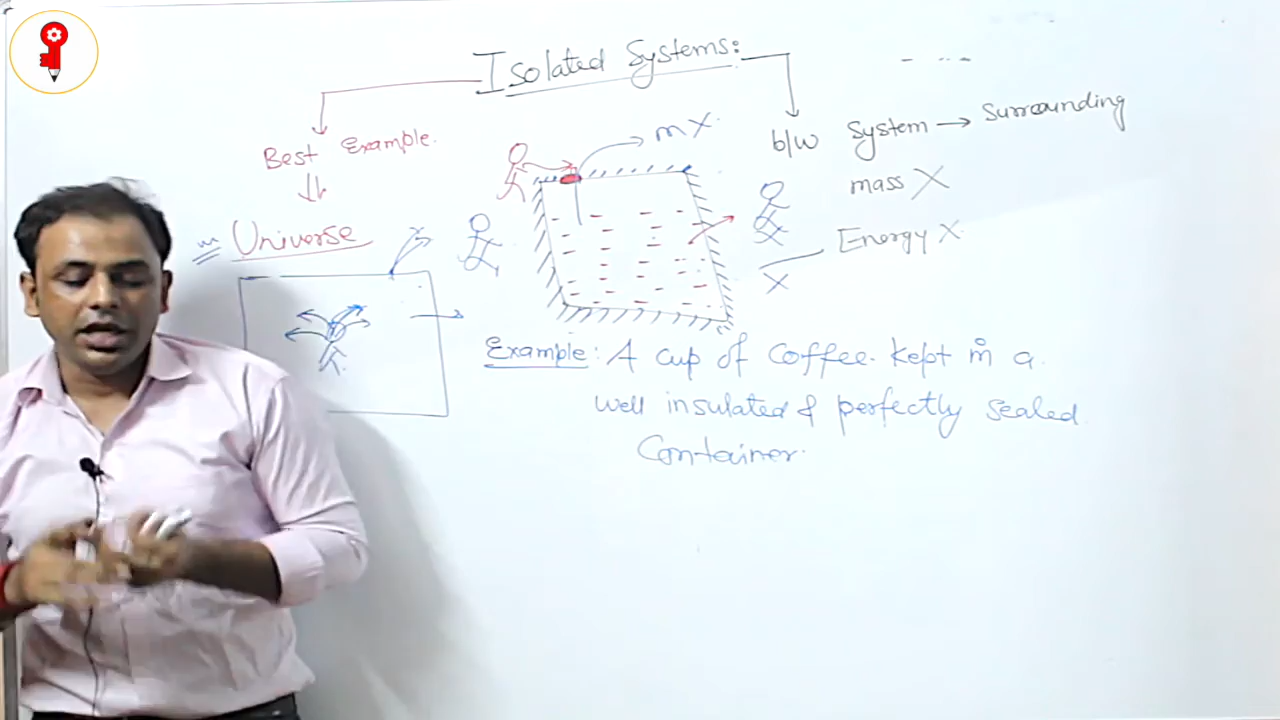 Isolated Systems:
Best Example.
Universe
m X
b/w System → Surrounding
mass X
Energy X
X
Example: A cup of Coffee. Kept in a.
well insulated & perfectly sealed
Container.